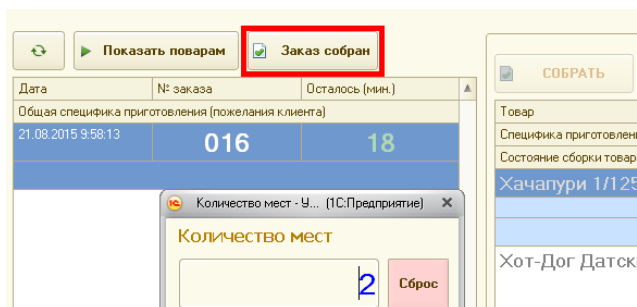 Показать поварам
Заказ собран
СОБРАТЬ
Дата
№ заказа
Осталось (мин.)
Общая специфика приготовления (пожелания клиента)
21.08.2015 9:58:13
016
18
Товар
Специфика приготовлен
Состояние сборки товар
Хачапури 1/125
Хот-Дог Датск
1С
Количество мест - У... (1С:Предприятие)
Количество мест
2
Сброс